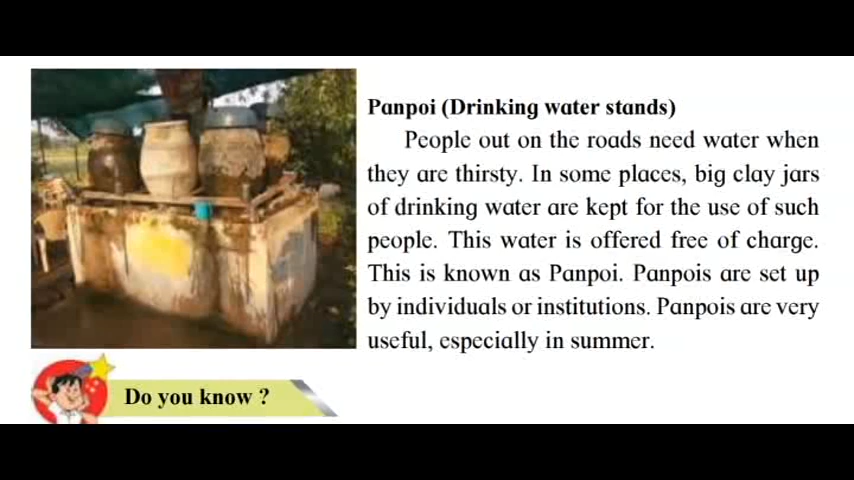 Panpoi (Drinking water stands)
People out on the roads need water when
they are thirsty. In some places, big clay jars
of drinking water are kept for the use of such
people. This water is offered free of charge.
This is known as Panpoi. Panpois are set up
by individuals or institutions. Panpois are very
useful, especially in summer.
Do you know ?